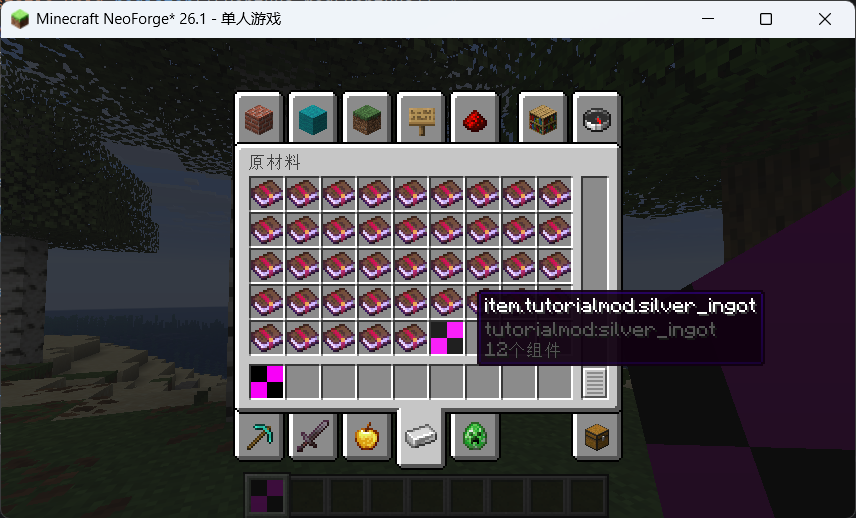 Minecraft NeoForge* 26.1 - 单人游戏
原材料
item.tutorialmod.silver_ingot
tutorialmod:silver_ingot
12个组件